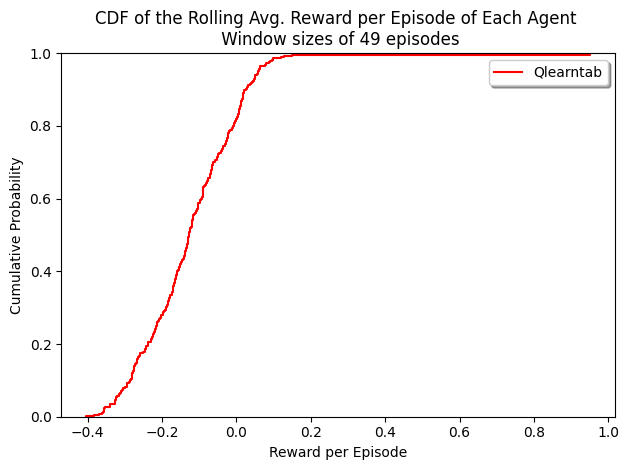 CDF of the Rolling Avg. Reward per Episode of Each Agent
Window sizes of 49 episodes
Qlearntab
1.0
0.8
0.6
0.4
0.2
0.0
Cumulative Probability
−0.4 −0.2 0.0 0.2 0.4 0.6 0.8 1.0
Reward per Episode